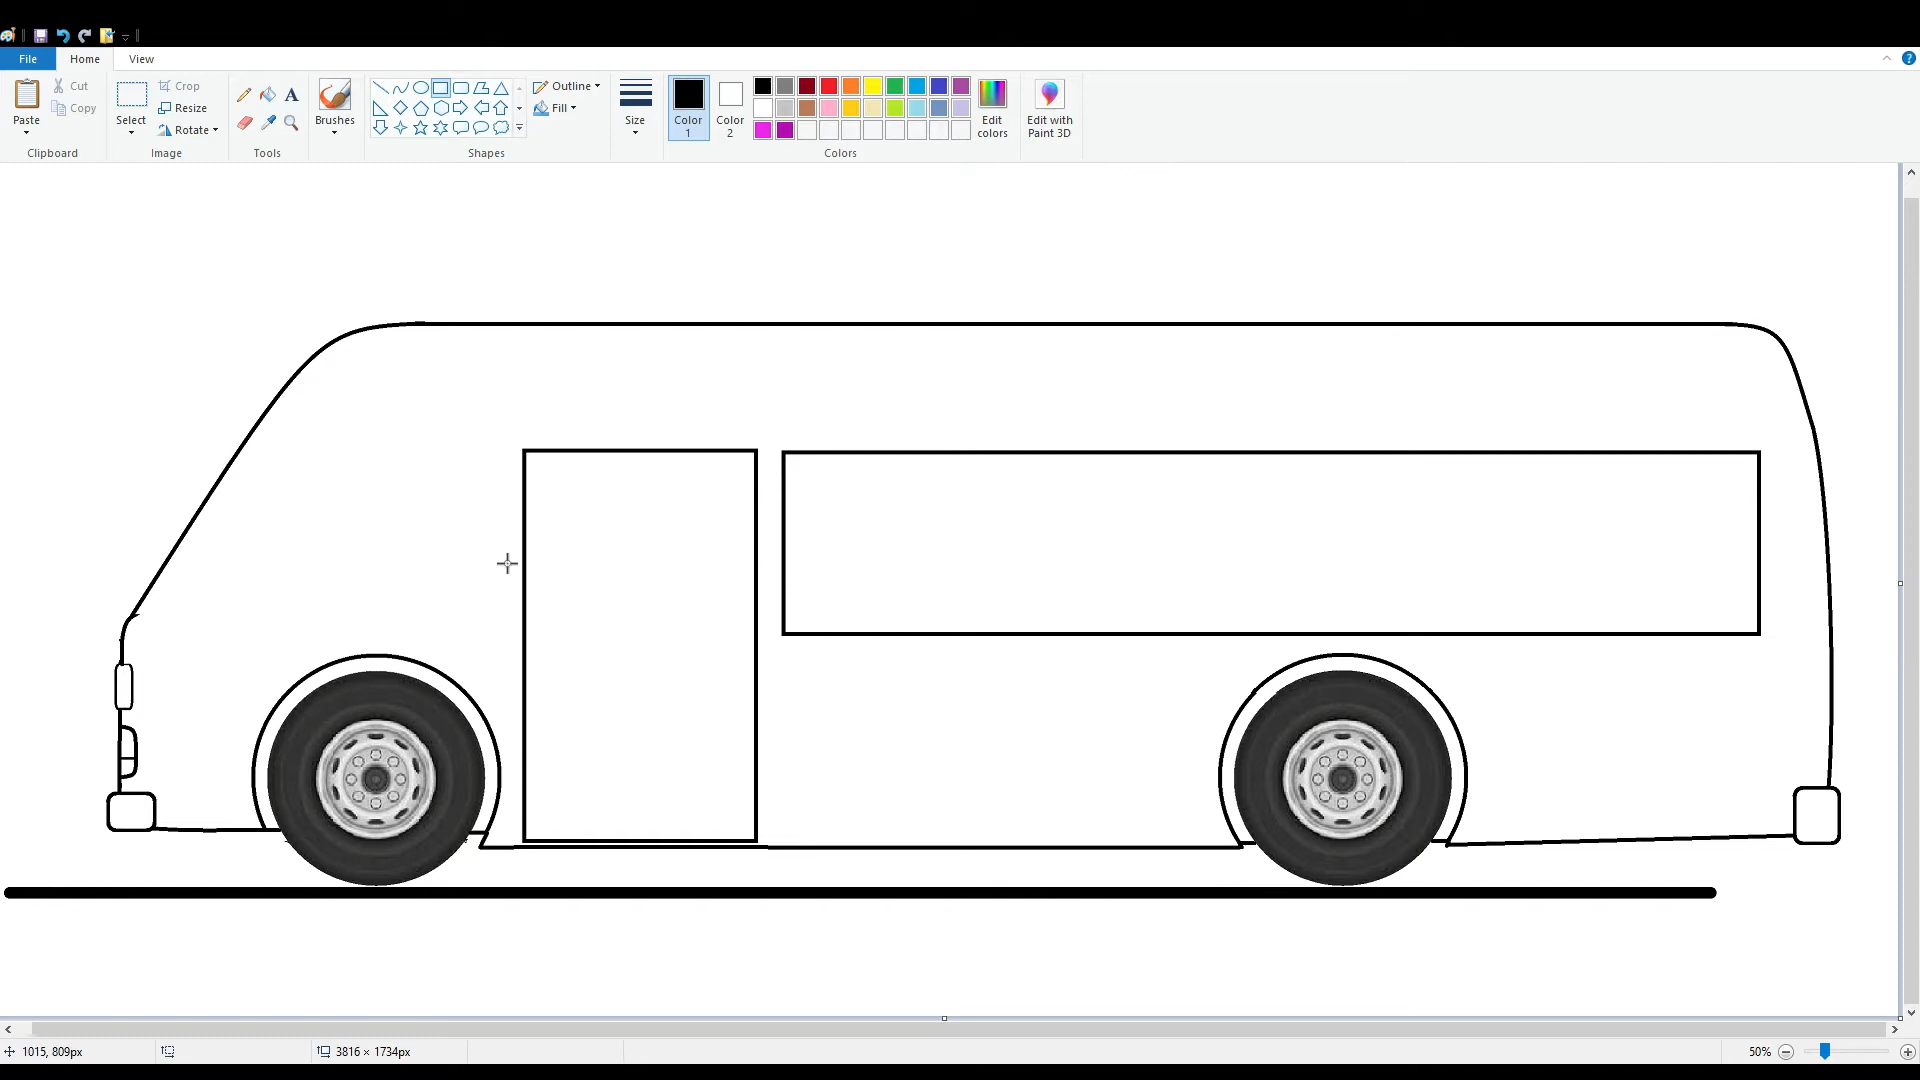 File Home View
Paste
Cut
Copy
Clipboard
Select
Crop
Resize
Rotate
Image
A
Tools
Brushes
Shapes
Outline
Fill
Size
Color
1
Color
2
Colors
Edit
colors
Edit with
Paint 3D
1015, 809px
3816 × 1734px
50%